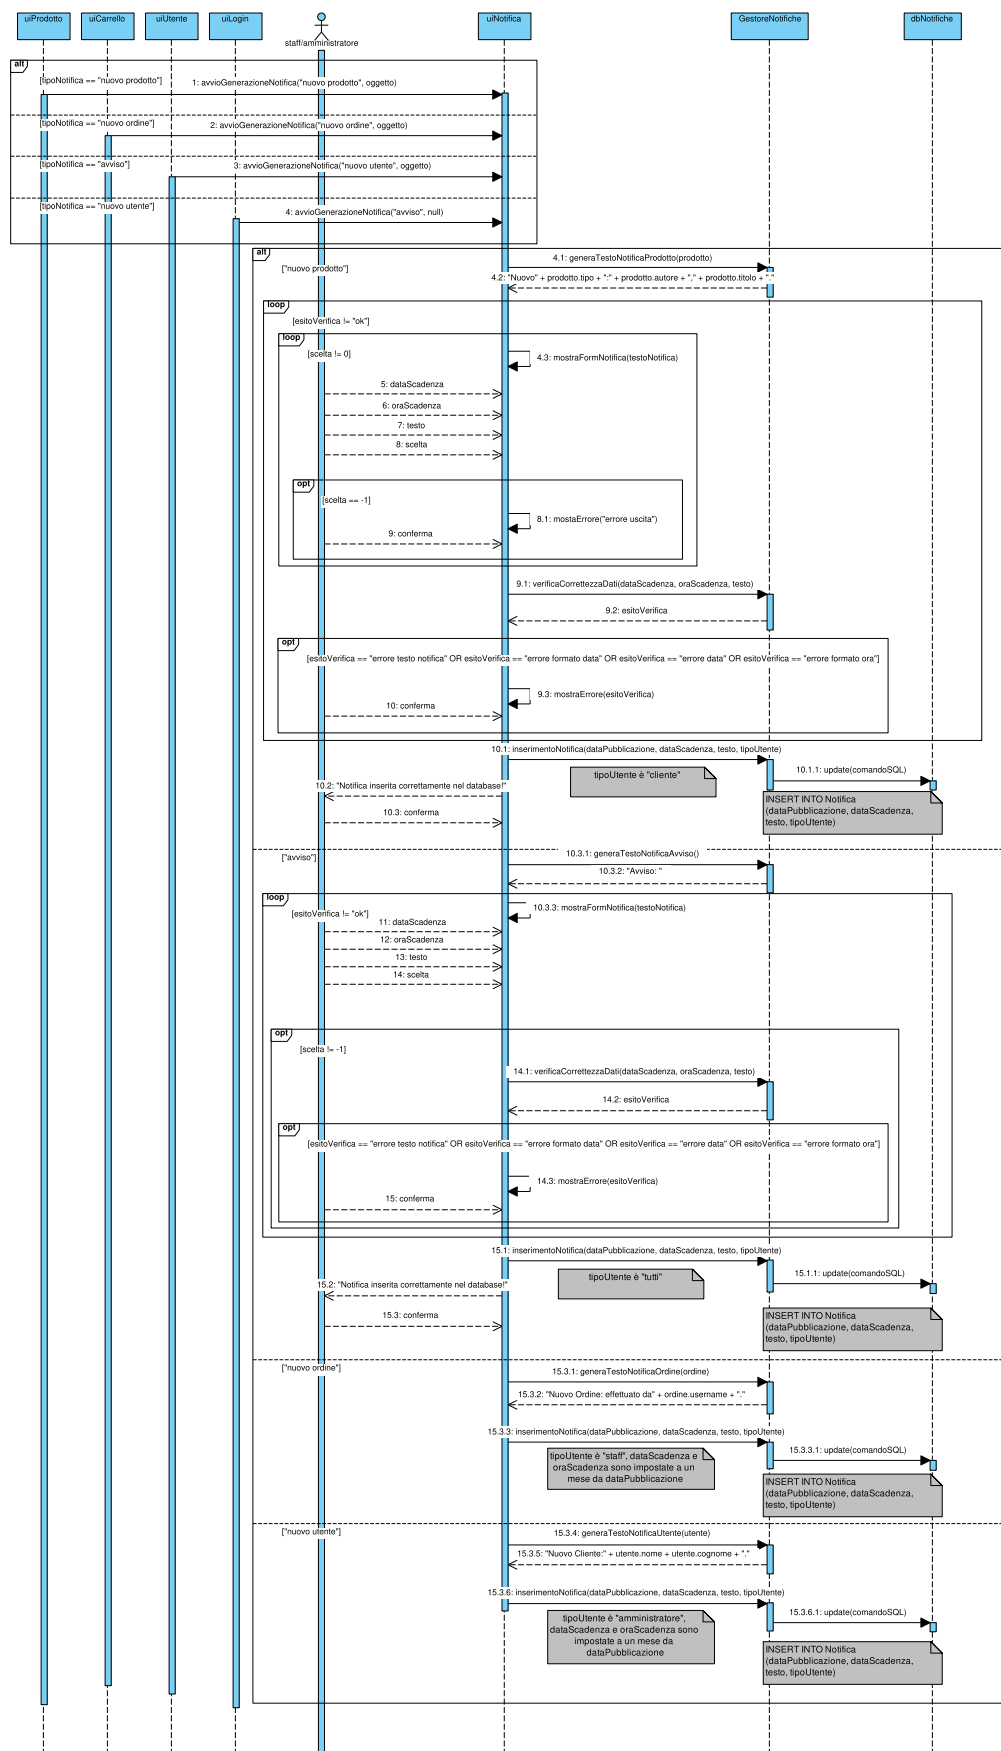 uiProdotto
uiCarrello
uiUtente
uiLogin
staff/amministratore
uiNotifica
GestoreNotifiche
dbNotifiche
alt
[tipoNotifica == "nuovo prodotto"]
1: avvioGenerazioneNotifica("nuovo prodotto", oggetto)
[tipoNotifica == "nuovo ordine"]
2: avvioGenerazioneNotifica("nuovo ordine", oggetto)
[tipoNotifica == "avviso"]
3: avvioGenerazioneNotifica("nuovo utente", oggetto)
[tipoNotifica == "nuovo utente"]
4: avvioGenerazioneNotifica("avviso", null)
alt
["nuovo prodotto"]
4.1: generaTestoNotificaProdotto(prodotto)
4.2: "Nuovo" + prodotto.tipo + ":" + prodotto.autore + "," + prodotto.titolo + "."
loop
[esitoVerifica != "ok"]
loop
[scelta != 0]
4.3: mostraFormNotifica(testoNotifica)
5: dataScadenza
6: oraScadenza
7: testo
8: scelta
opt
[scelta == -1]
8.1: mostaErrore("errore uscita")
9: conferma
9.1: verificaCorrettezzaDati(dataScadenza, oraScadenza, testo)
9.2: esitoVerifica
opt
[esitoVerifica == "errore testo notifica" OR esitoVerifica == "errore formato data" OR esitoVerifica == "errore data" OR esitoVerifica == "errore formato ora"]
9.3: mostraErrore(esitoVerifica)
10: conferma
10.1: inserimentoNotifica(dataPubblicazione, dataScadenza, testo, tipoUtente)
tipoUtente è "cliente"
10.1.1: update(comandoSQL)
10.2: "Notifica inserita correttamente nel database!"
INSERT INTO Notifica
(dataPubblicazione, dataScadenza,
testo, tipoUtente)
10.3: conferma
["avviso"]
10.3.1: generaTestoNotificaAvviso()
10.3.2: "Avviso: "
loop
[esitoVerifica != "ok"]
10.3.3: mostraFormNotifica(testoNotifica)
11: dataScadenza
12: oraScadenza
13: testo
14: scelta
opt
[scelta != -1]
14.1: verificaCorrettezzaDati(dataScadenza, oraScadenza, testo)
14.2: esitoVerifica
opt
[esitoVerifica == "errore testo notifica" OR esitoVerifica == "errore formato data" OR esitoVerifica == "errore data" OR esitoVerifica == "errore formato ora"]
14.3: mostraErrore(esitoVerifica)
15: conferma
15.1: inserimentoNotifica(dataPubblicazione, dataScadenza, testo, tipoUtente)
tipoUtente è "tutti"
15.1.1: update(comandoSQL)
15.2: "Notifica inserita correttamente nel database!"
15.3: conferma
INSERT INTO Notifica
(dataPubblicazione, dataScadenza,
testo, tipoUtente)
["nuovo ordine"]
15.3.1: generaTestoNotificaOrdine(ordine)
15.3.2: "Nuovo Ordine: effettuato da" + ordine.username + "."
15.3.3: inserimentoNotifica(dataPubblicazione, dataScadenza, testo, tipoUtente)
tipoUtente è "staff", dataScadenza e
oraScadenza sono impostate a un
mese da dataPubblicazione
15.3.3.1: update(comandoSQL)
INSERT INTO Notifica
(dataPubblicazione, dataScadenza,
testo, tipoUtente)
["nuovo utente"]
15.3.4: generaTestoNotificaUtente(utente)
15.3.5: "Nuovo Cliente:" + utente.nome + utente.cognome + "."
15.3.6: inserimentoNotifica(dataPubblicazione, dataScadenza, testo, tipoUtente)
tipoUtente è "amministratore",
dataScadenza e oraScadenza sono
impostate a un mese da
dataPubblicazione
15.3.6.1: update(comandoSQL)
INSERT INTO Notifica
(dataPubblicazione, dataScadenza,
testo, tipoUtente)